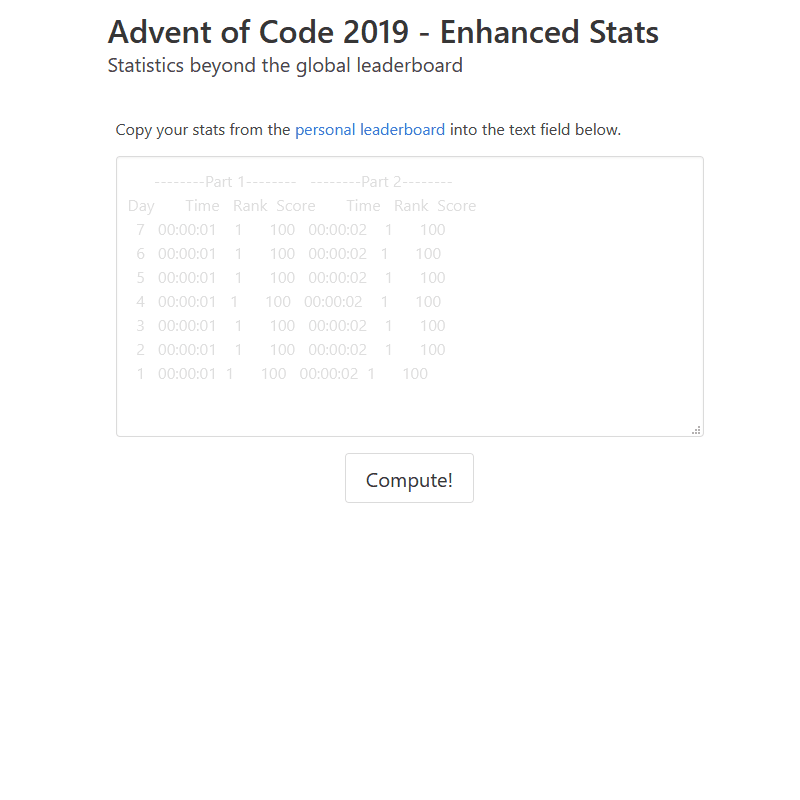 Advent of Code 2019 - Enhanced Stats
Statistics beyond the global leaderboard
Copy your stats from the personal leaderboard into the text field below.
--------Part 1-------- --------Part 2--------
Day Time Rank Score Time Rank Score
7 00:00:01 1 100 00:00:02 1 100
6 00:00:01 1 100 00:00:02 1 100
5 00:00:01 1 100 00:00:02 1 100
4 00:00:01 1 100 00:00:02 1 100
3 00:00:01 1 100 00:00:02 1 100
2 00:00:01 1 100 00:00:02 1 100
1 00:00:01 1 100 00:00:02 1 100
Compute!